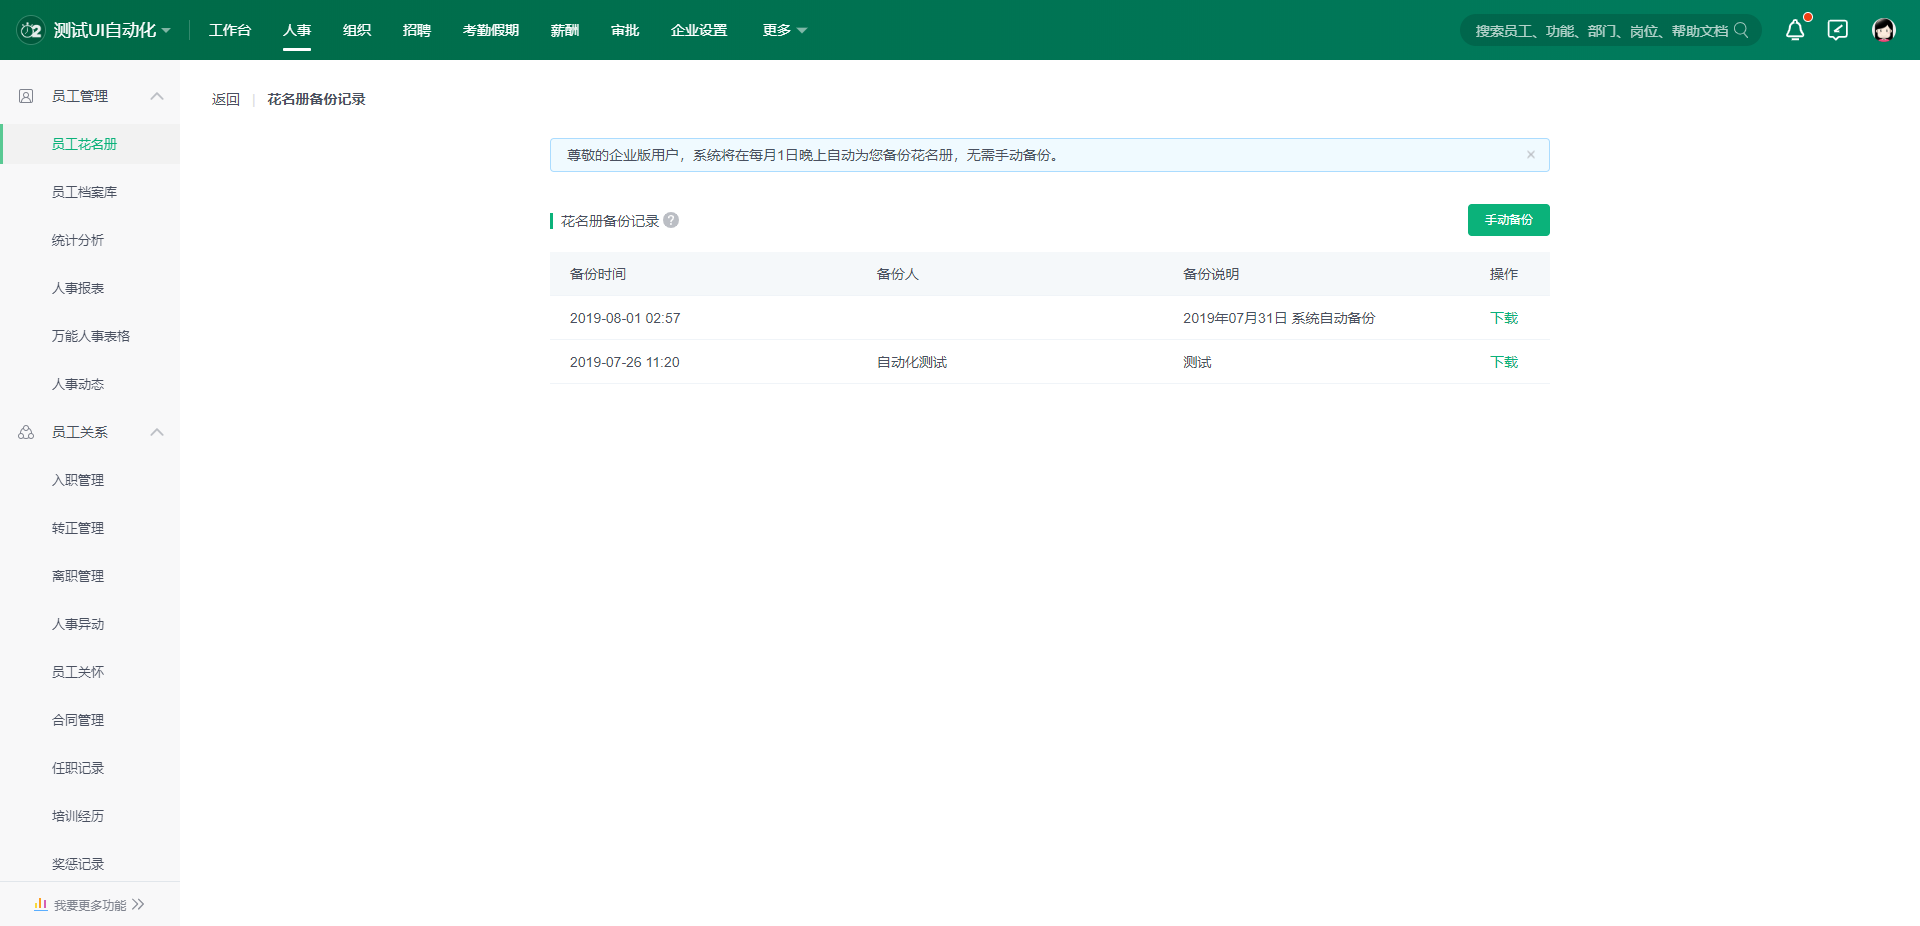 测试UI自动化
工作台 人事 组织 招聘 考勤假期 薪酬 审批 企业设置 更多
搜索员工、功能、部门、岗位、帮助文档
员工管理
员工花名册
员工档案库
统计分析
人事报表
万能人事表格
人事动态
员工关系
入职管理
转正管理
离职管理
人事异动
员工关怀
合同管理
任职记录
培训经历
奖惩记录
我要更多功能
返回 | 花名册备份记录
尊敬的企业版用户，系统将在每月1日晚上自动为您备份花名册，无需手动备份。
花名册备份记录
手动备份
备份时间 备份人 备份说明 操作
2019-08-01 02:57 2019年07月31日 系统自动备份 下载
2019-07-26 11:20 自动化测试 测试 下载